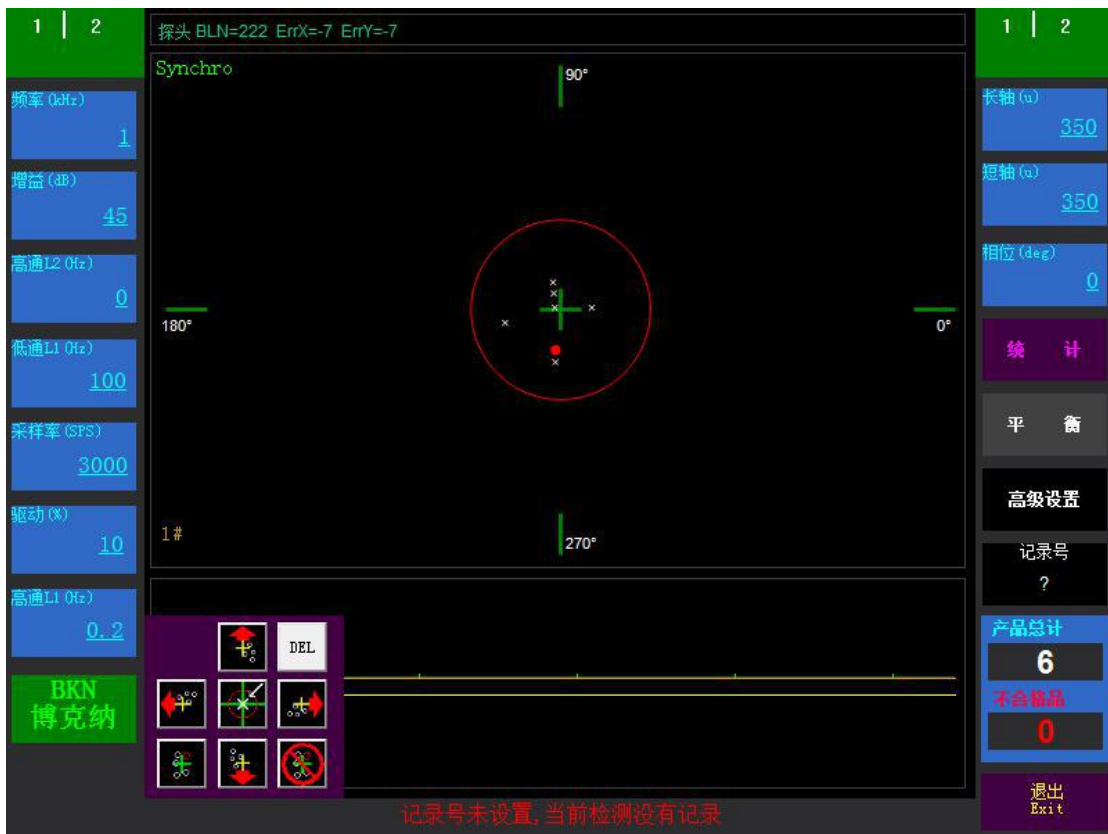 1 | 2
探头 BLN=222 ErrX=-7 ErrY=-7
1 | 2
Synchro
90°
180°
0°
270°
1#
频率(kHz)
1
增益(dB)
45
高通L2(Hz)
0
低通L1(Hz)
100
采样率(SPS)
3000
驱动(%)
10
高通L1(Hz)
0.2
BKN
博克纳
DEL
长轴(u)
350
短轴(u)
350
相位(deg)
0
统 计
平 衡
高级设置
记录号
?
产品总计
6
不合格品
0
退出
Exit
记录号未设置,当前检测没有记录